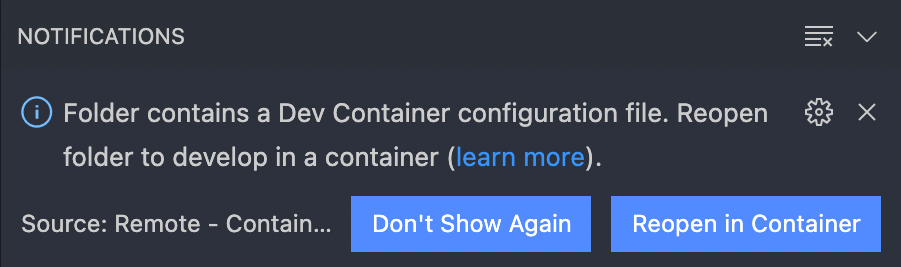 NOTIFICATIONS
Folder contains a Dev Container configuration file. Reopen
folder to develop in a container (learn more).
Source: Remote - Contain... Don't Show Again Reopen in Container